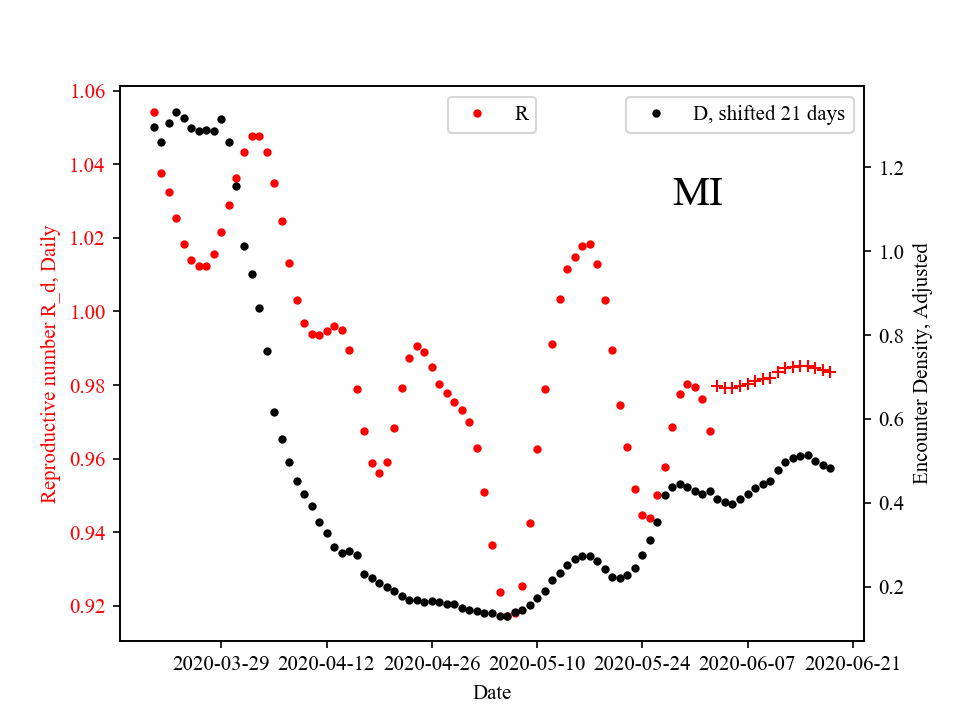 R
D, shifted 21 days
MI
Reproductive number R_d, Daily
1.06
1.04
1.02
1.00
0.98
0.96
0.94
0.92
1.2
1.0
0.8
0.6
0.4
0.2
Encounter Density, Adjusted
2020-03-29 2020-04-12 2020-04-26 2020-05-10 2020-05-24 2020-06-07 2020-06-21
Date